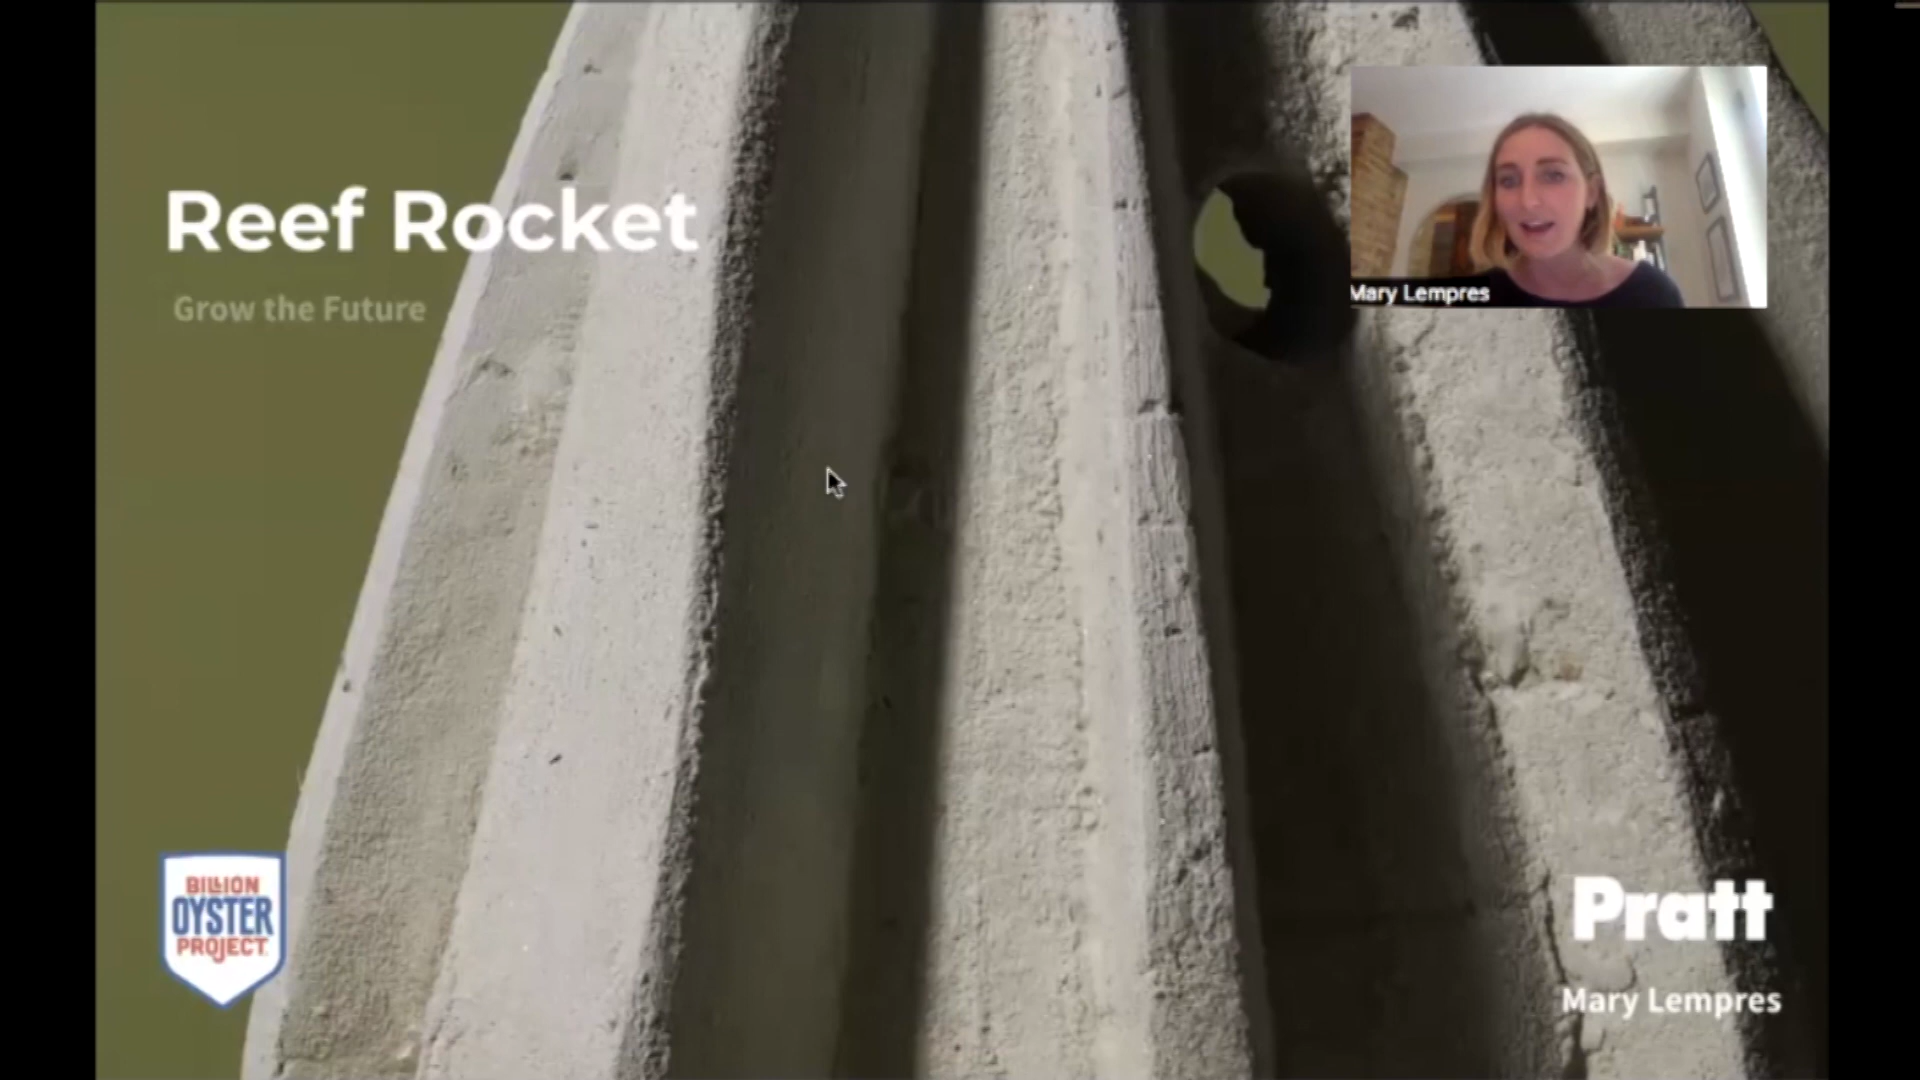 Reef Rocket
Grow the Future
Mary Lempres
BILLION
OYSTER
PROJECT
Pratt
Mary Lempres